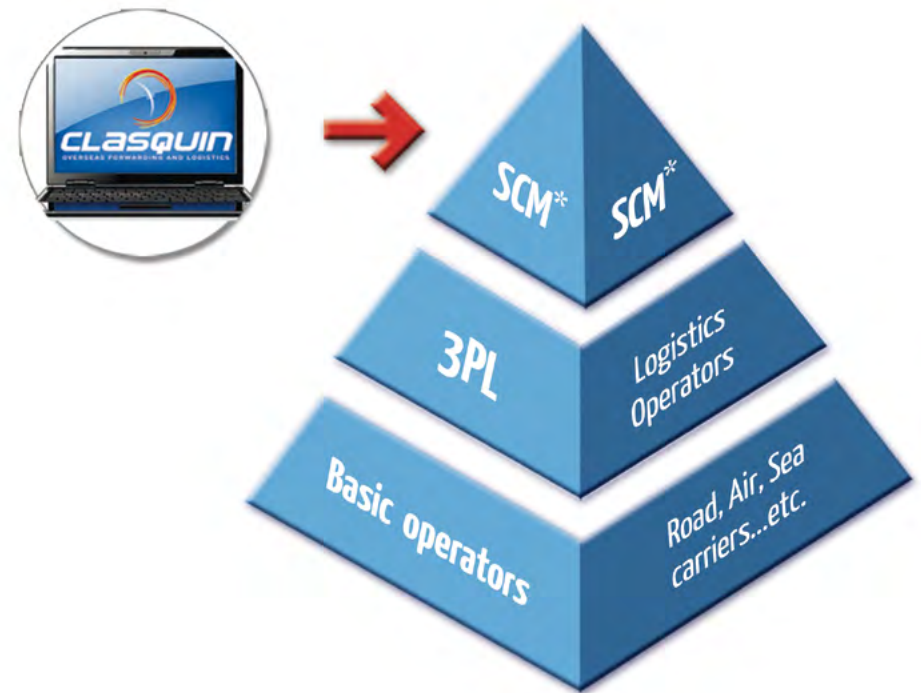 CLASQUIN
OVERSEAS FORWARDING AND LOGISTICS
SCM*
SCM*
3PL
Logistics
Operators
Basic operators
Road, Air, Sea
carriers...etc.